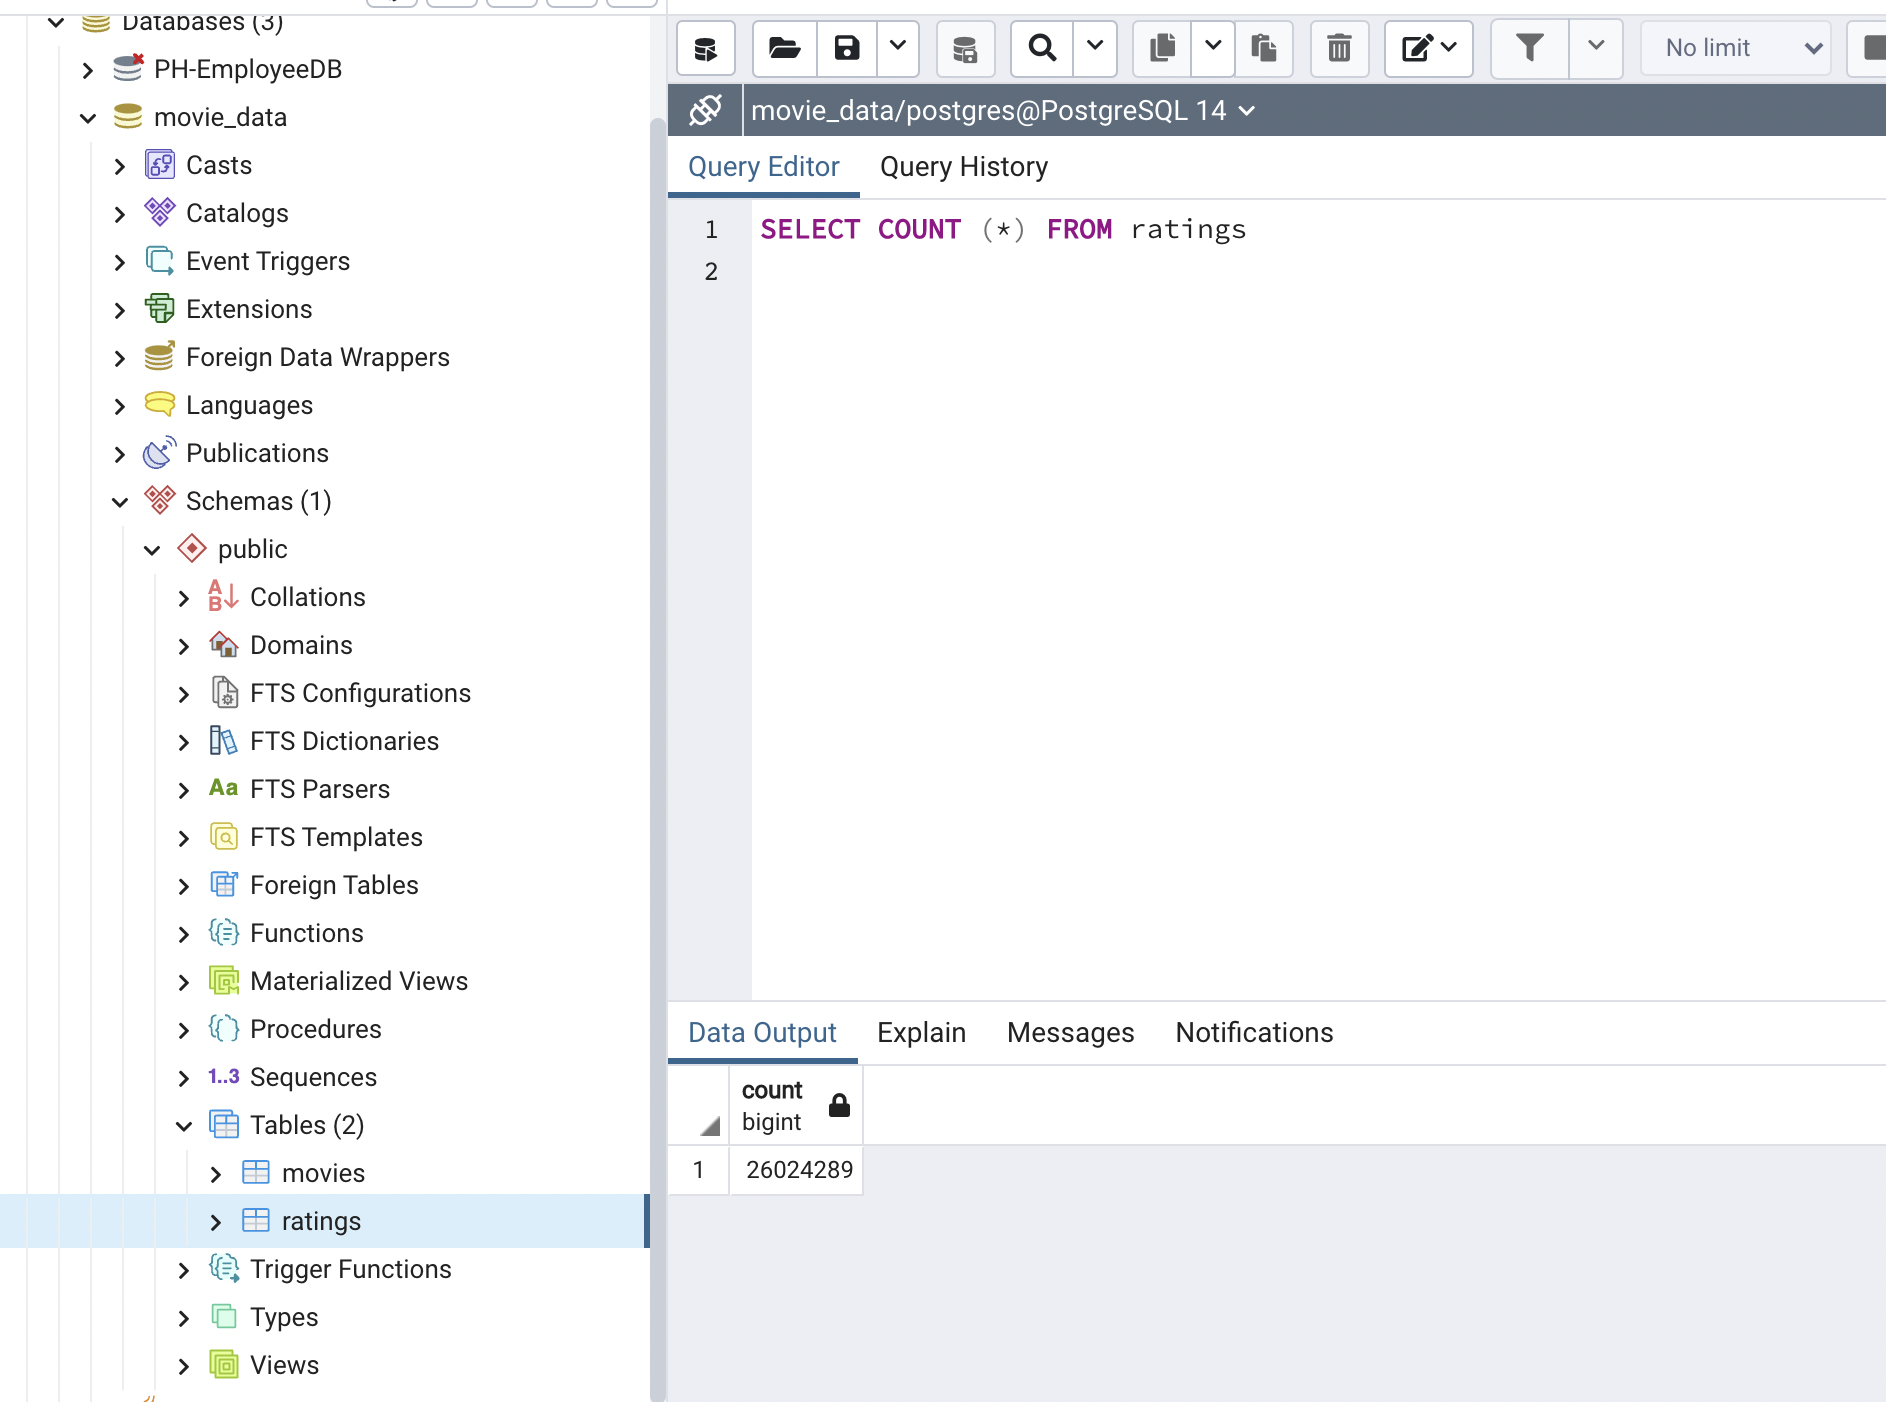 Databases (3)
PH-EmployeeDB
movie_data
Casts
Catalogs
Event Triggers
Extensions
Foreign Data Wrappers
Languages
Publications
Schemas (1)
public
Collations
Domains
FTS Configurations
FTS Dictionaries
Aa FTS Parsers
FTS Templates
Foreign Tables
Functions
Materialized Views
Procedures
1..3 Sequences
Tables (2)
movies
ratings
Trigger Functions
Types
Views
No limit
movie_data/postgres@PostgreSQL 14
Query Editor Query History
1 SELECT COUNT (*) FROM ratings
2
Data Output Explain Messages Notifications
count
bigint
1 26024289